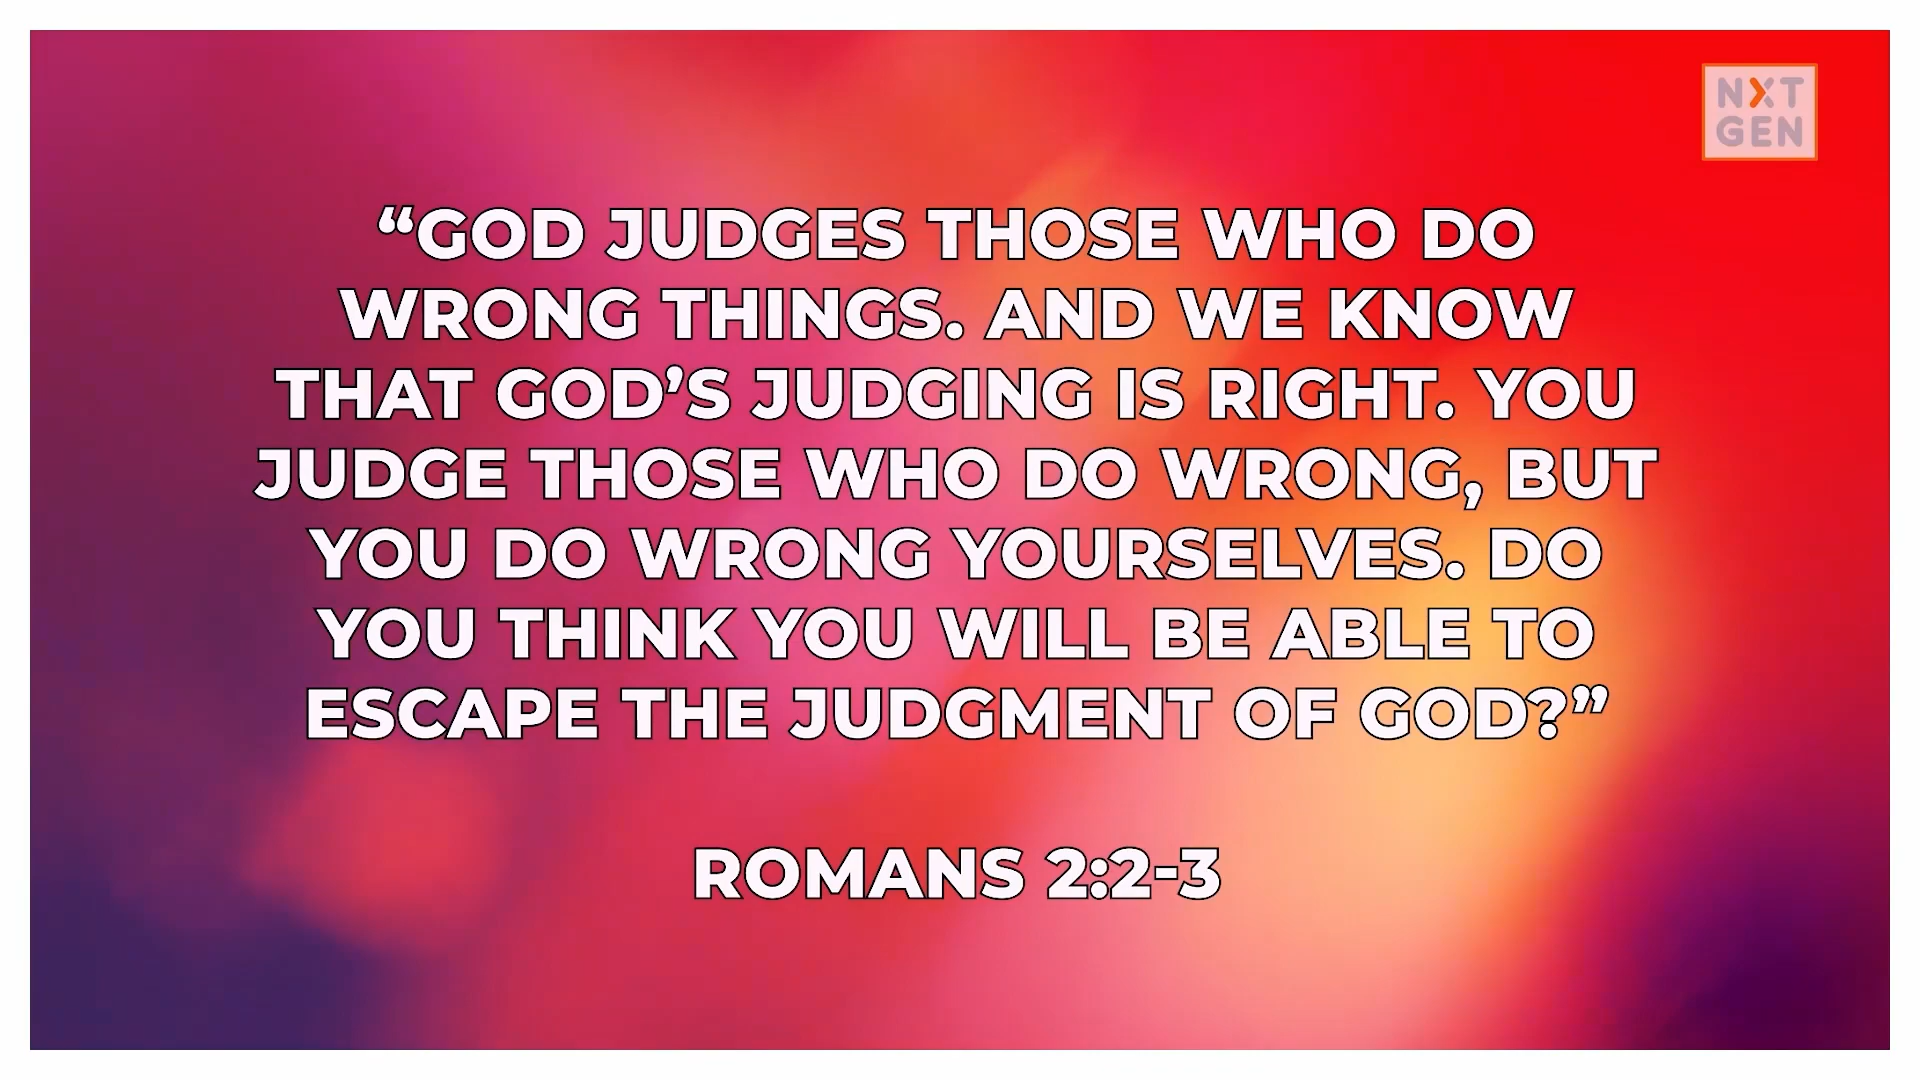 NXT
GEN
“GOD JUDGES THOSE WHO DO
WRONG THINGS. AND WE KNOW
THAT GOD’S JUDGING IS RIGHT. YOU
JUDGE THOSE WHO DO WRONG, BUT
YOU DO WRONG YOURSELVES. DO
YOU THINK YOU WILL BE ABLE TO
ESCAPE THE JUDGMENT OF GOD?”
ROMANS 2:2-3